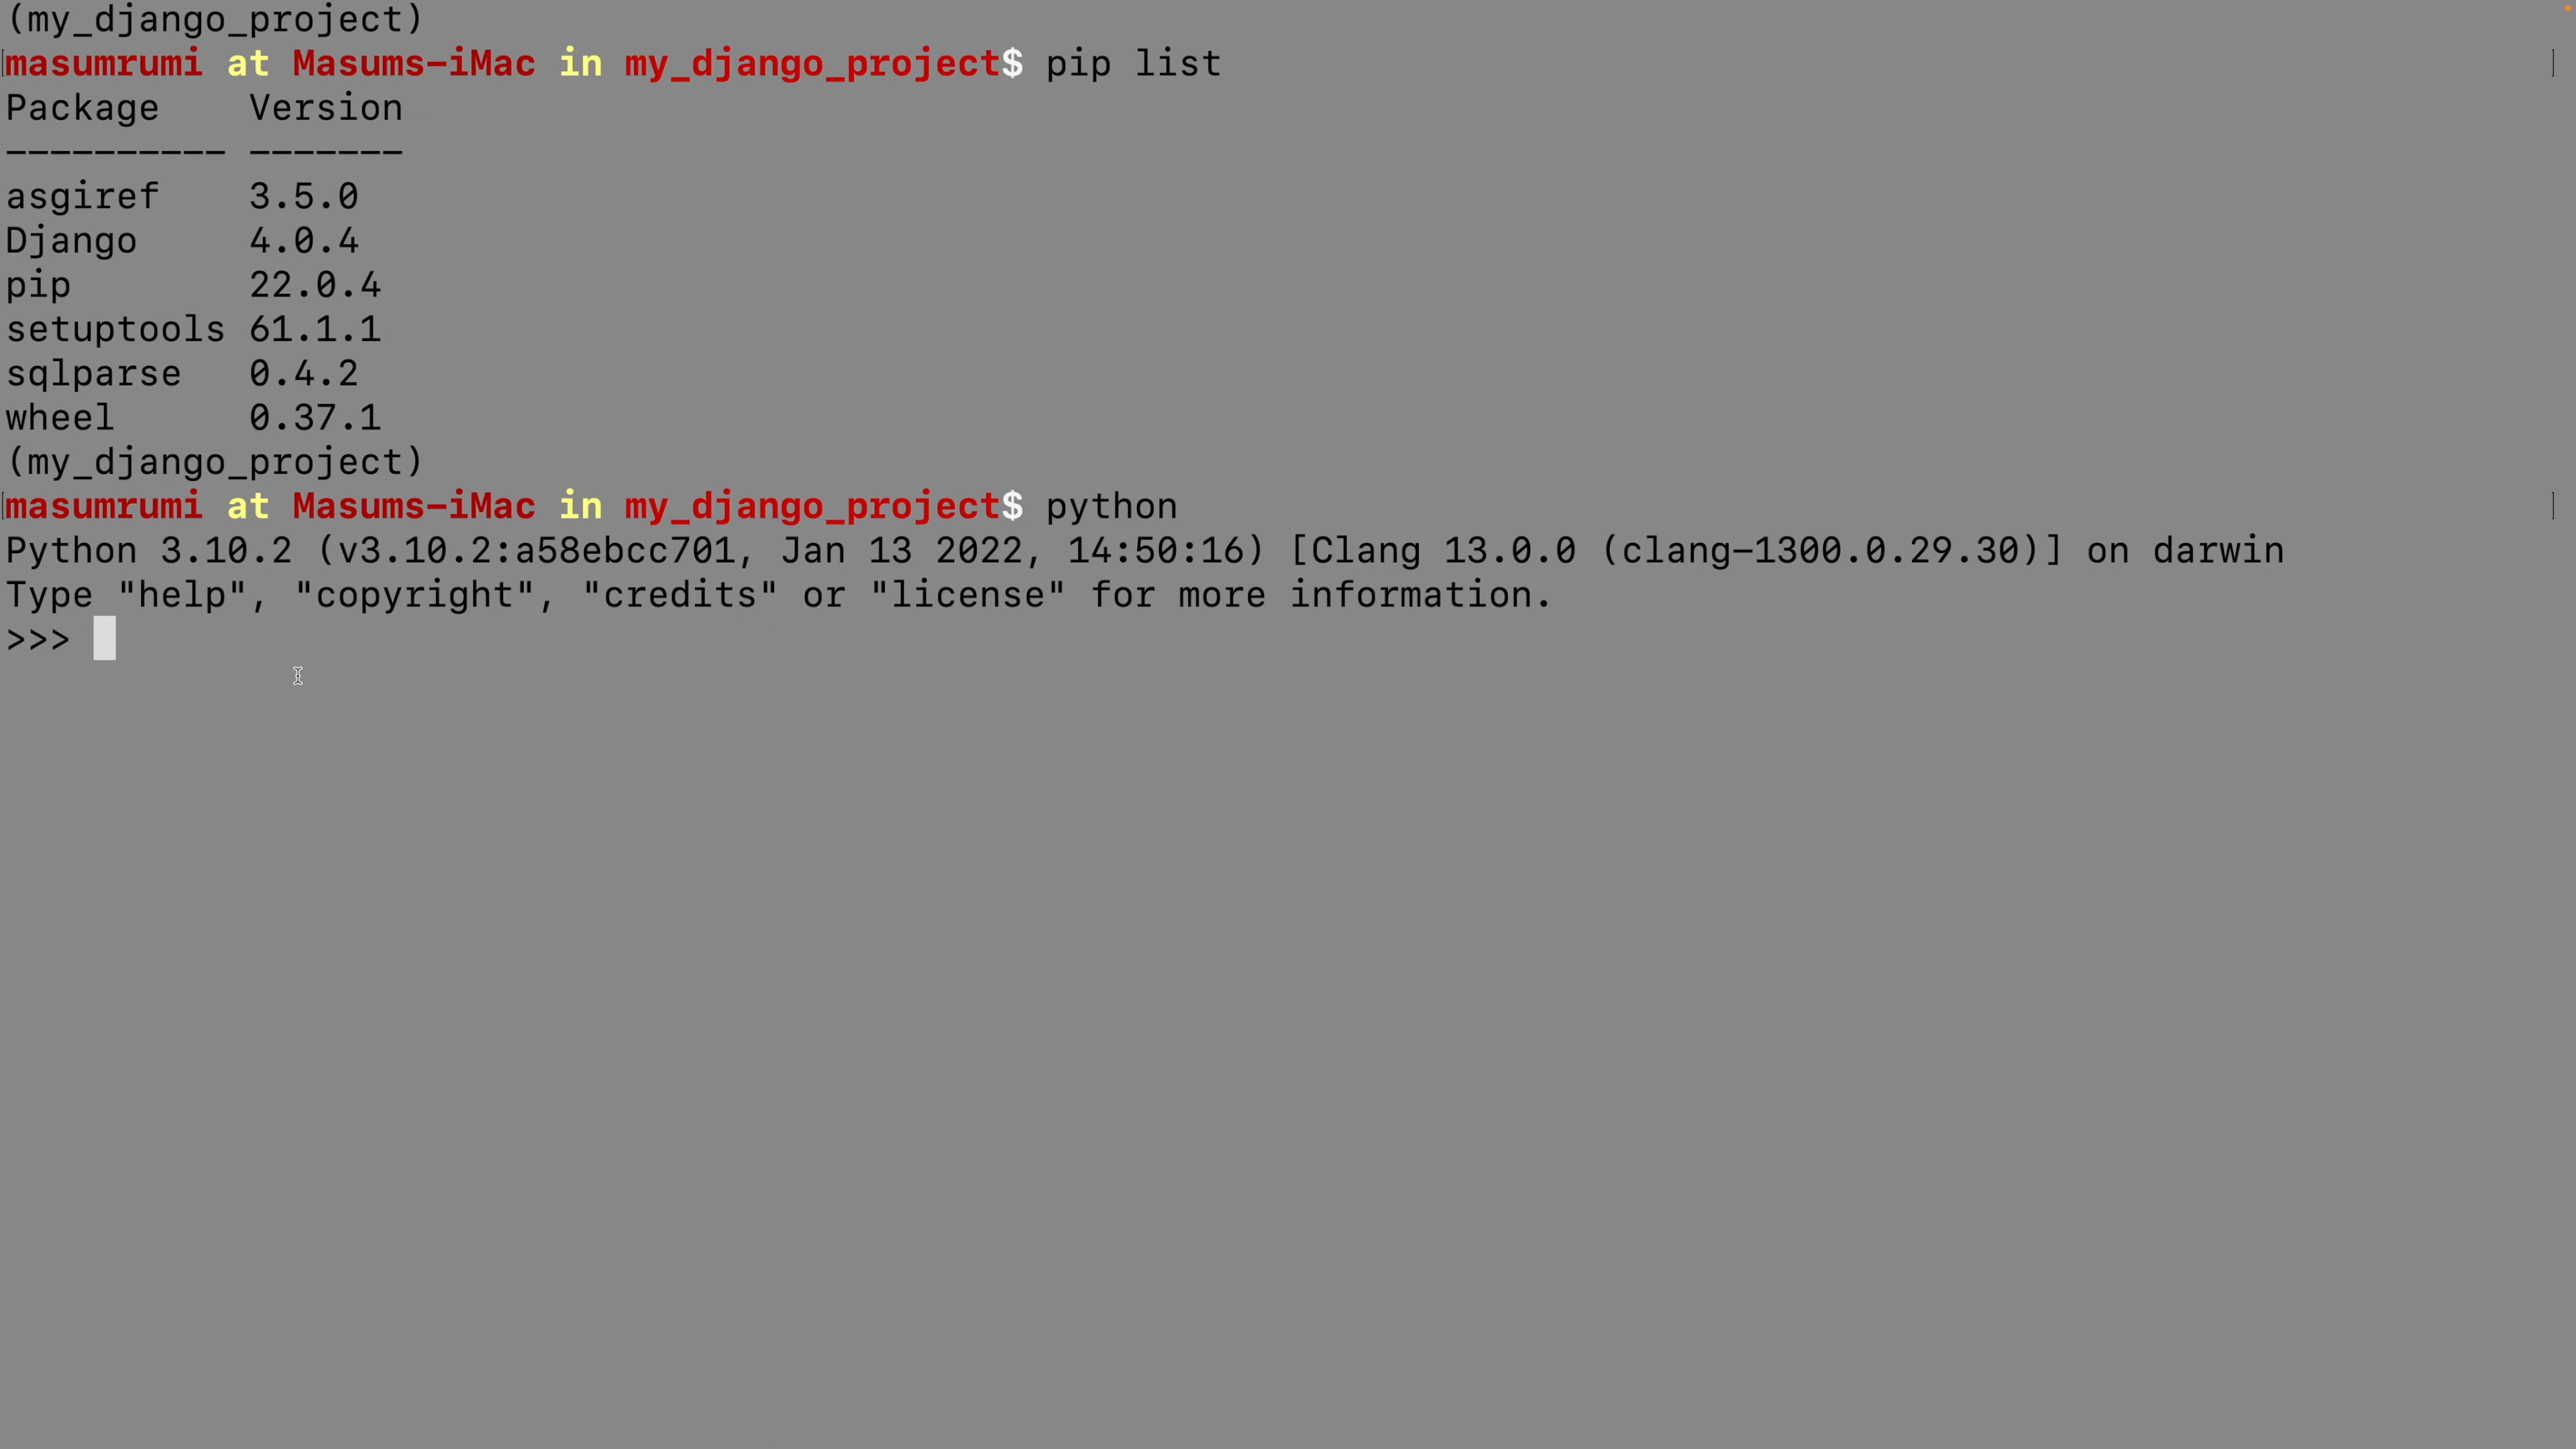 (my_django_project)
[masumrumi at Masums-iMac in my_django_project$ pip list ]
Package    Version
---------- -------
asgiref    3.5.0
Django     4.0.4
pip        22.0.4
setuptools 61.1.1
sqlparse   0.4.2
wheel      0.37.1
(my_django_project)
[masumrumi at Masums-iMac in my_django_project$ python ]
Python 3.10.2 (v3.10.2:a58ebcc701, Jan 13 2022, 14:50:16) [Clang 13.0.0 (clang-1300.0.29.30)] on darwin
Type "help", "copyright", "credits" or "license" for more information.
>>>